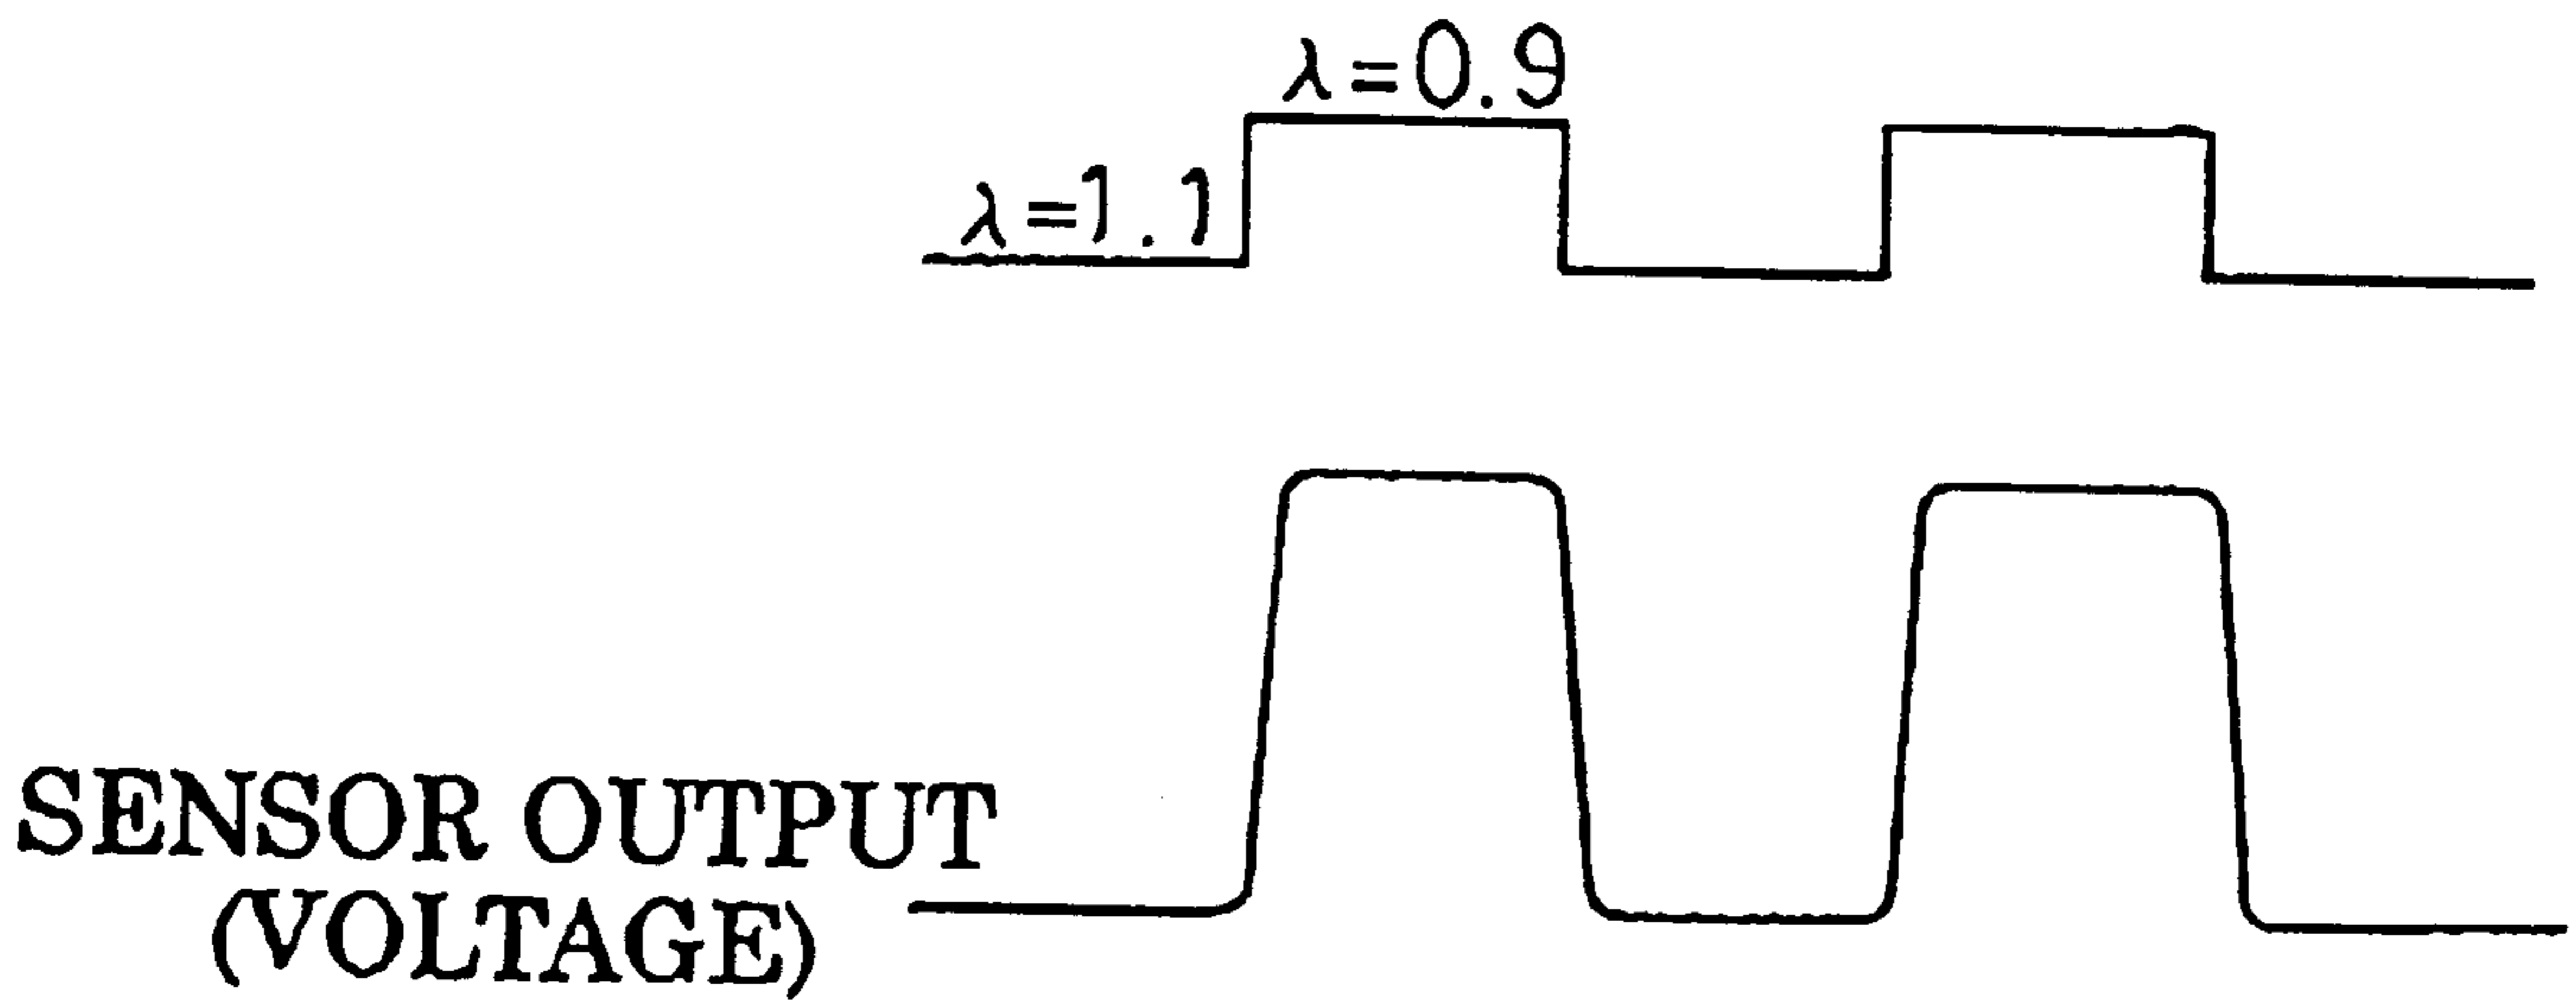 λ=0.9
λ=1.1
SENSOR OUTPUT
(VOLTAGE)